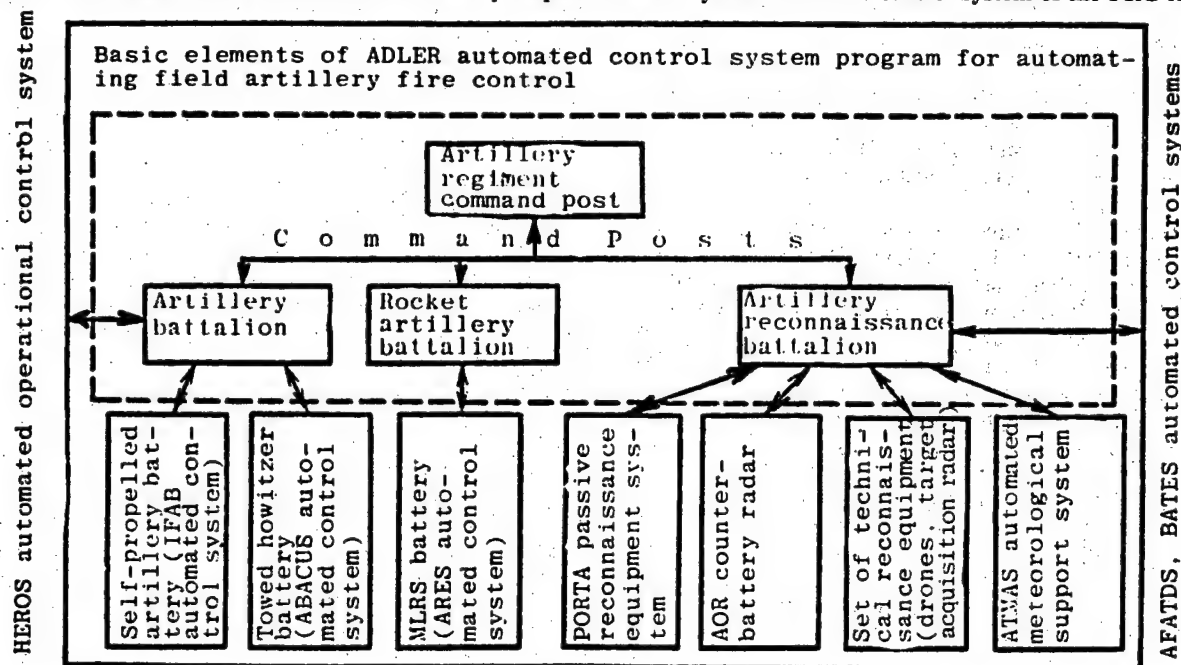 Basic elements of ADLER automated control system program for automat-
ing field artillery fire control
HEROS automated operational control system
Artillery
regiment
command post
Command Posts
Artillery
battalion
Rocket
artillery
battalion
Artillery
reconnaissance
battalion
Self-propelled
artillery bat-
tery (IFAB
automated con-
trol system)
Towed howitzer
battery
(ABACUS auto-
mated control
system)
MLRS battery
(ARES auto-
mated control
system)
PORTA passive
reconnaissance
equipment sys-
tem
AOR counter-
battery radar
Set of techni-
cal reconnais-
sance equipment
(drones, target
acquisition radar)
ATMAS automated
meteorological
support system
AFATDS, BATES automated control systems